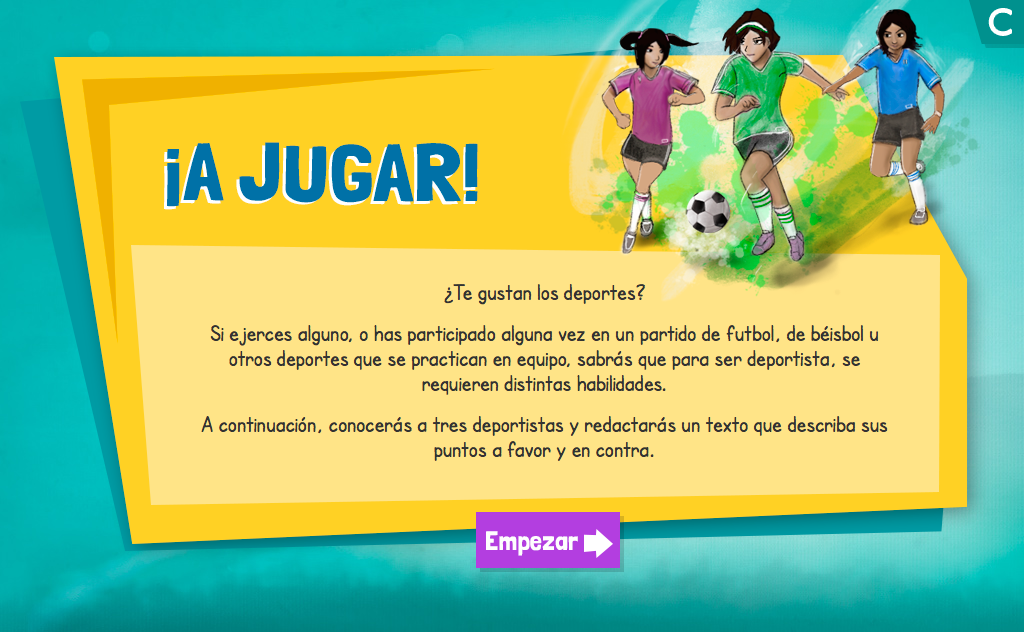 C
¡A JUGAR!
¿Te gustan los deportes?
Si ejerces alguno, o has participado alguna vez en un partido de futbol, de béisbol u
otros deportes que se practican en equipo, sabrás que para ser deportista, se
requieren distintas habilidades.
A continuación, conocerás a tres deportistas y redactarás un texto que describa sus
puntos a favor y en contra.
Empezar